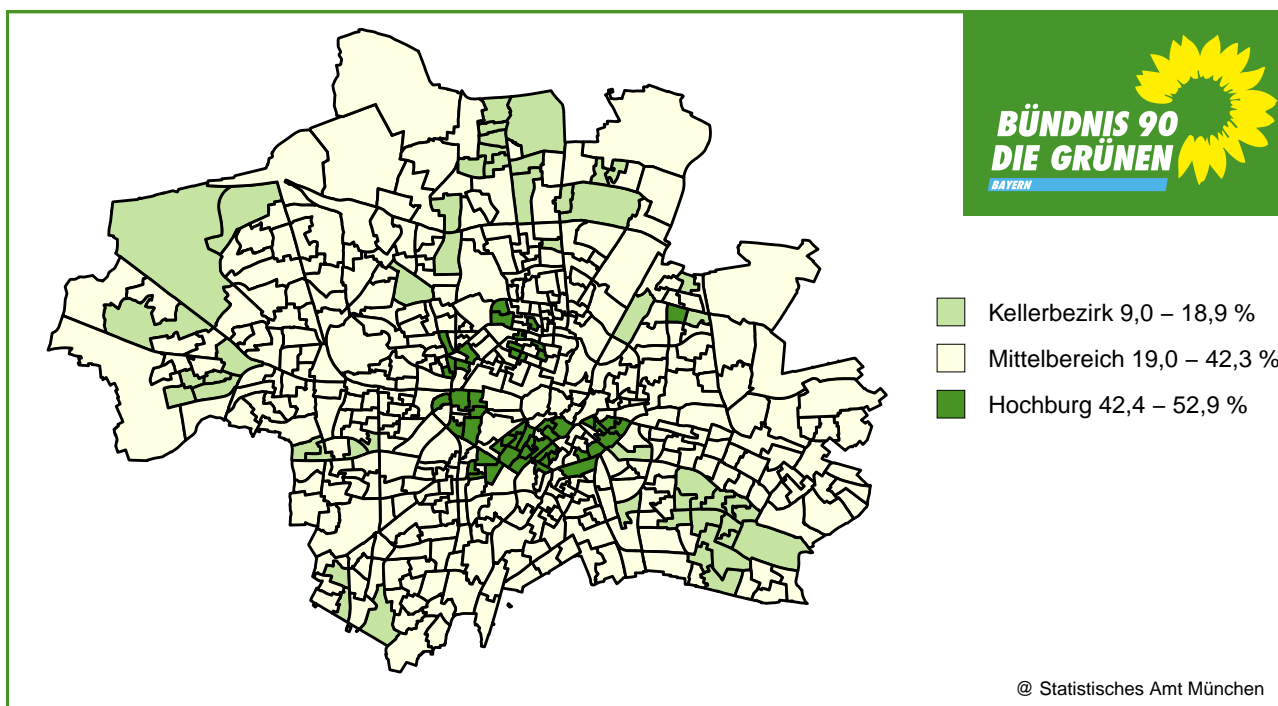 BÜNDNIS 90
DIE GRÜNEN
BAYERN
Kellerbezirk 9,0 – 18,9 %
Mittelbereich 19,0 – 42,3 %
Hochburg 42,4 – 52,9 %
@ Statistisches Amt München